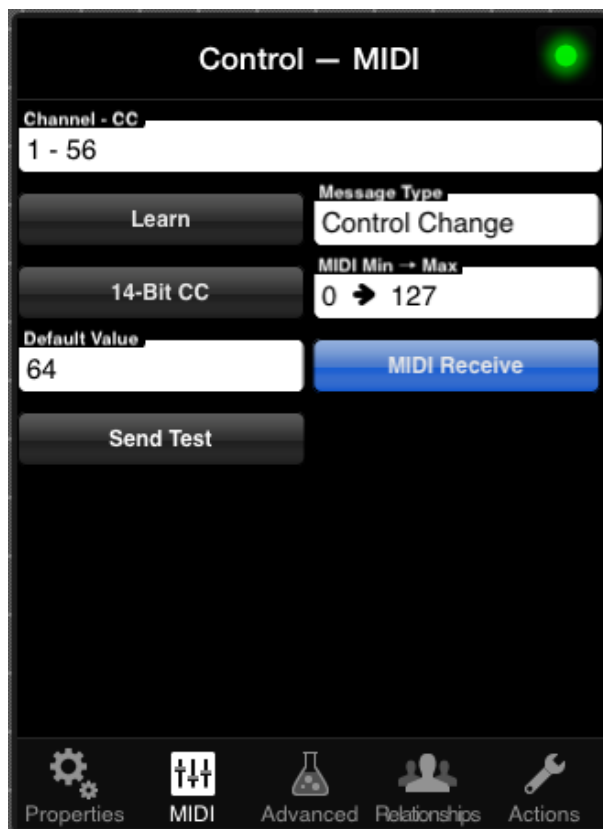 Control — MIDI
Channel - CC
1 - 56
Learn
Message Type
Control Change
14-Bit CC
MIDI Min → Max
0 ➔ 127
Default Value
64
MIDI Receive
Send Test
Properties
MIDI
Advanced
Relationships
Actions